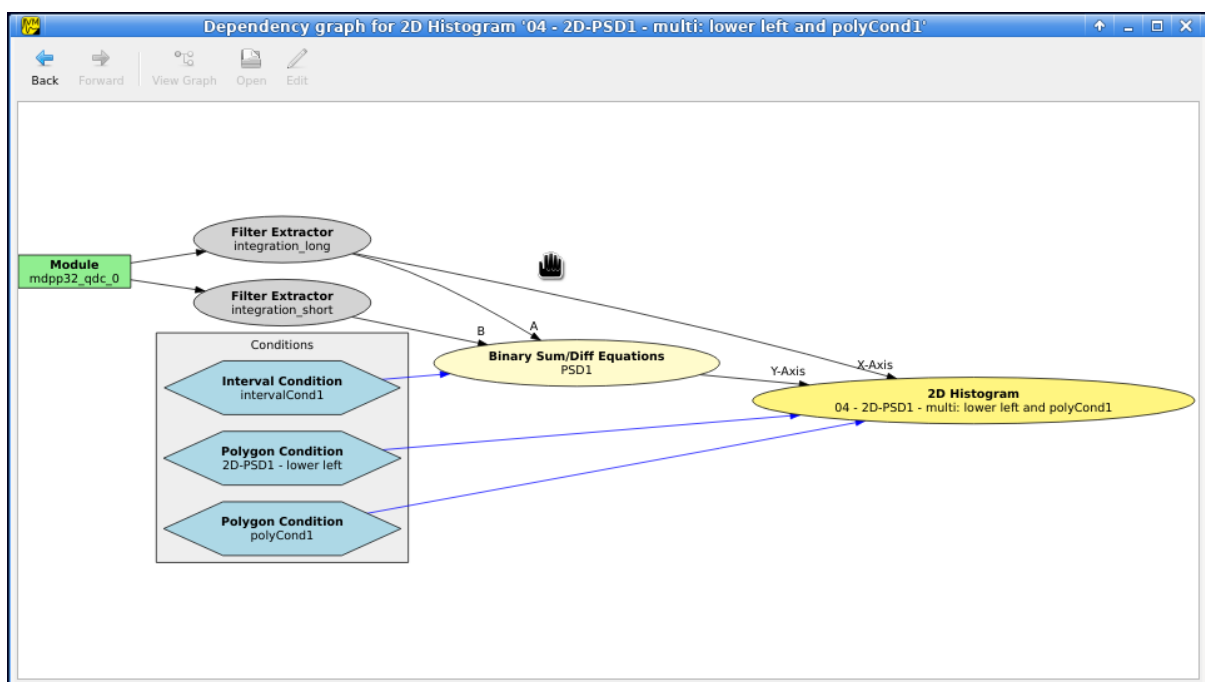 Dependency graph for 2D Histogram '04 - 2D-PSD1 - multi: lower left and polyCond1'
Back
Forward
View Graph
Open
Edit
Filter Extractor
integration_long
Module
mdpp32_qdc_0
Filter Extractor
integration_short
A
B
Conditions
Binary Sum/Diff Equations
PSD1
Y-Axis
X-Axis
Interval Condition
intervalCond1
2D Histogram
04 - 2D-PSD1 - multi: lower left and polyCond1
Polygon Condition
2D-PSD1 - lower left
Polygon Condition
polyCond1